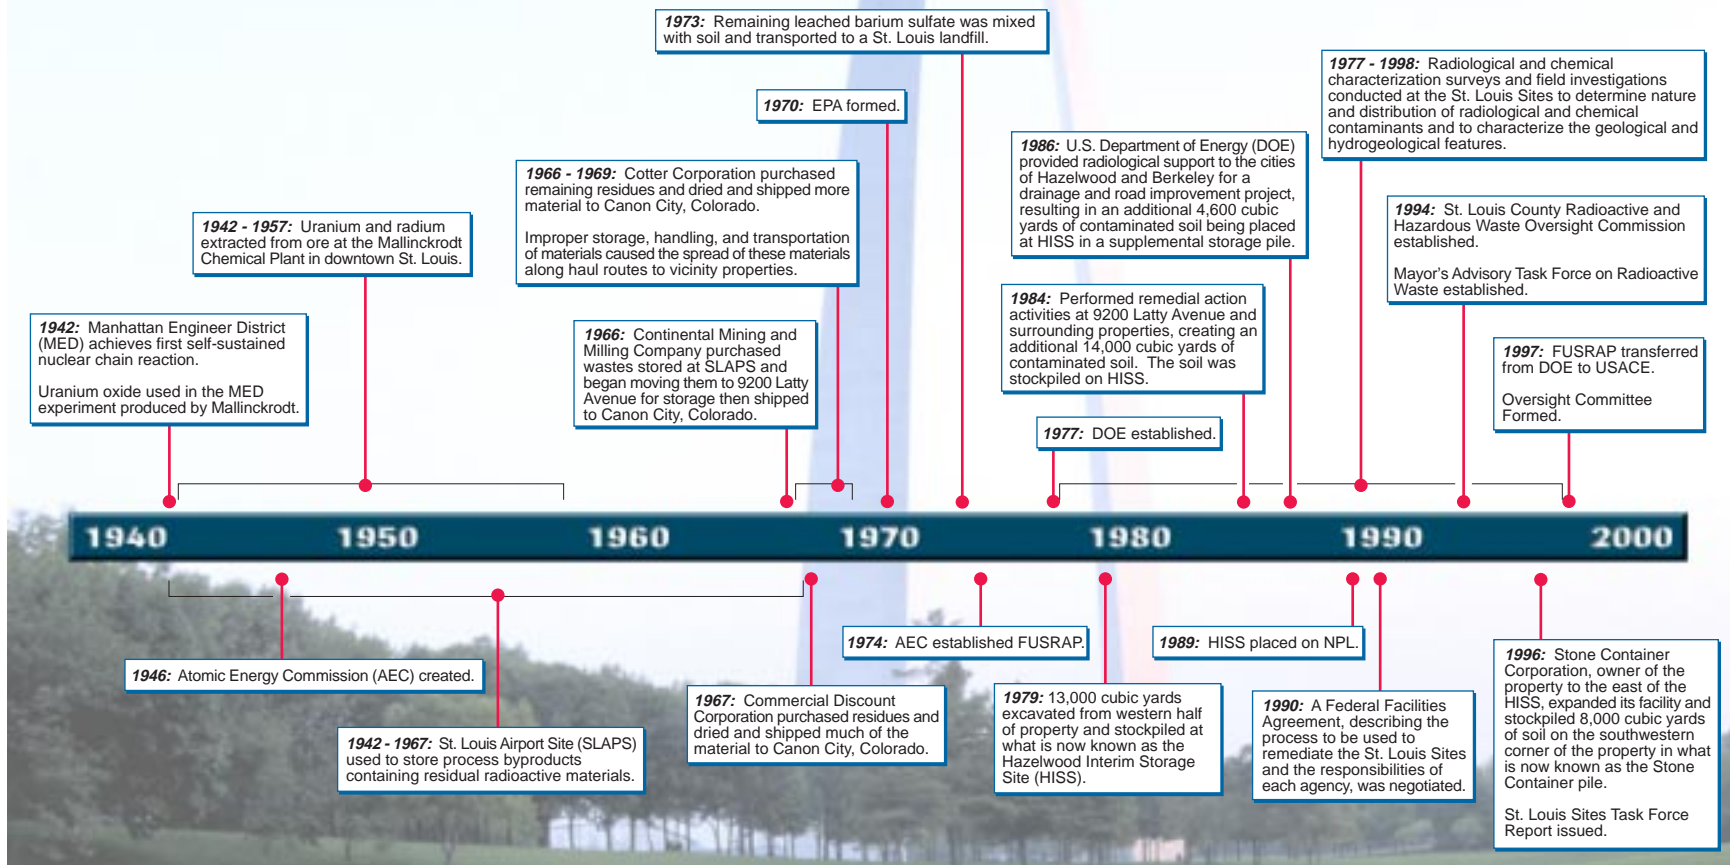 1973: Remaining leached barium sulfate was mixed
with soil and transported to a St. Louis landfill.
1977 - 1998: Radiological and chemical
characterization surveys and field investigations
conducted at the St. Louis Sites to determine nature
and distribution of radiological and chemical
contaminants and to characterize the geological and
hydrogeological features.
1970: EPA formed.
1986: U.S. Department of Energy (DOE)
provided radiological support to the cities
of Hazelwood and Berkeley for a
drainage and road improvement project,
resulting in an additional 4,600 cubic
yards of contaminated soil being placed
at HISS in a supplemental storage pile.
1966 - 1969: Cotter Corporation purchased
remaining residues and dried and shipped more
material to Canon City, Colorado.
Improper storage, handling, and transportation
of materials caused the spread of these materials
along haul routes to vicinity properties.
1994: St. Louis County Radioactive and
Hazardous Waste Oversight Commission
established.
Mayor's Advisory Task Force on Radioactive
Waste established.
1942 - 1957: Uranium and radium
extracted from ore at the Mallinckrodt
Chemical Plant in downtown St. Louis.
1984: Performed remedial action
activities at 9200 Latty Avenue and
surrounding properties, creating an
additional 14,000 cubic yards of
contaminated soil. The soil was
stockpiled on HISS.
1942: Manhattan Engineer District
(MED) achieves first self-sustained
nuclear chain reaction.
Uranium oxide used in the MED
experiment produced by Mallinckrodt.
1966: Continental Mining and
Milling Company purchased
wastes stored at SLAPS and
began moving them to 9200 Latty
Avenue for storage then shipped
to Canon City, Colorado.
1997: FUSRAP transferred
from DOE to USACE.
Oversight Committee
Formed.
1977: DOE established.
1940 1950 1960 1970 1980 1990 2000
1946: Atomic Energy Commission (AEC) created.
1974: AEC established FUSRAP.
1989: HISS placed on NPL.
1942 - 1967: St. Louis Airport Site (SLAPS)
used to store process byproducts
containing residual radioactive materials.
1967: Commercial Discount
Corporation purchased residues and
dried and shipped much of the
material to Canon City, Colorado.
1979: 13,000 cubic yards
excavated from western half
of property and stockpiled at
what is now known as the
Hazelwood Interim Storage
Site (HISS).
1990: A Federal Facilities
Agreement, describing the
process to be used to
remediate the St. Louis Sites
and the responsibilities of
each agency, was negotiated.
1996: Stone Container
Corporation, owner of the
property to the east of the
HISS, expanded its facility and
stockpiled 8,000 cubic yards
of soil on the southwestern
corner of the property in what
is now known as the Stone
Container pile.
St. Louis Sites Task Force
Report issued.